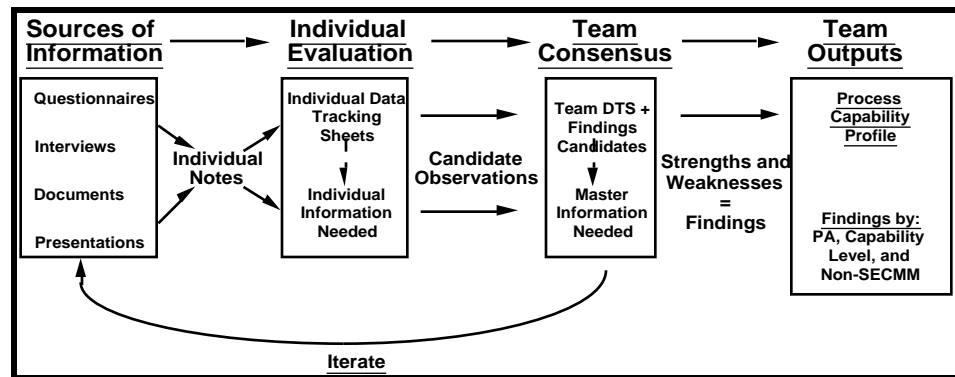 Sources of
Information
Individual
Evaluation
Team
Consensus
Team
Outputs
Questionnaires
Interviews
Documents
Presentations
Individual
Notes
Individual Data
Tracking
Sheets
Individual
Information
Needed
Candidate
Observations
Team DTS +
Findings
Candidates
Master
Information
Needed
Strengths and
Weaknesses
=
Findings
Process
Capability
Profile
Findings by:
PA, Capability
Level, and
Non-SECMM
Iterate